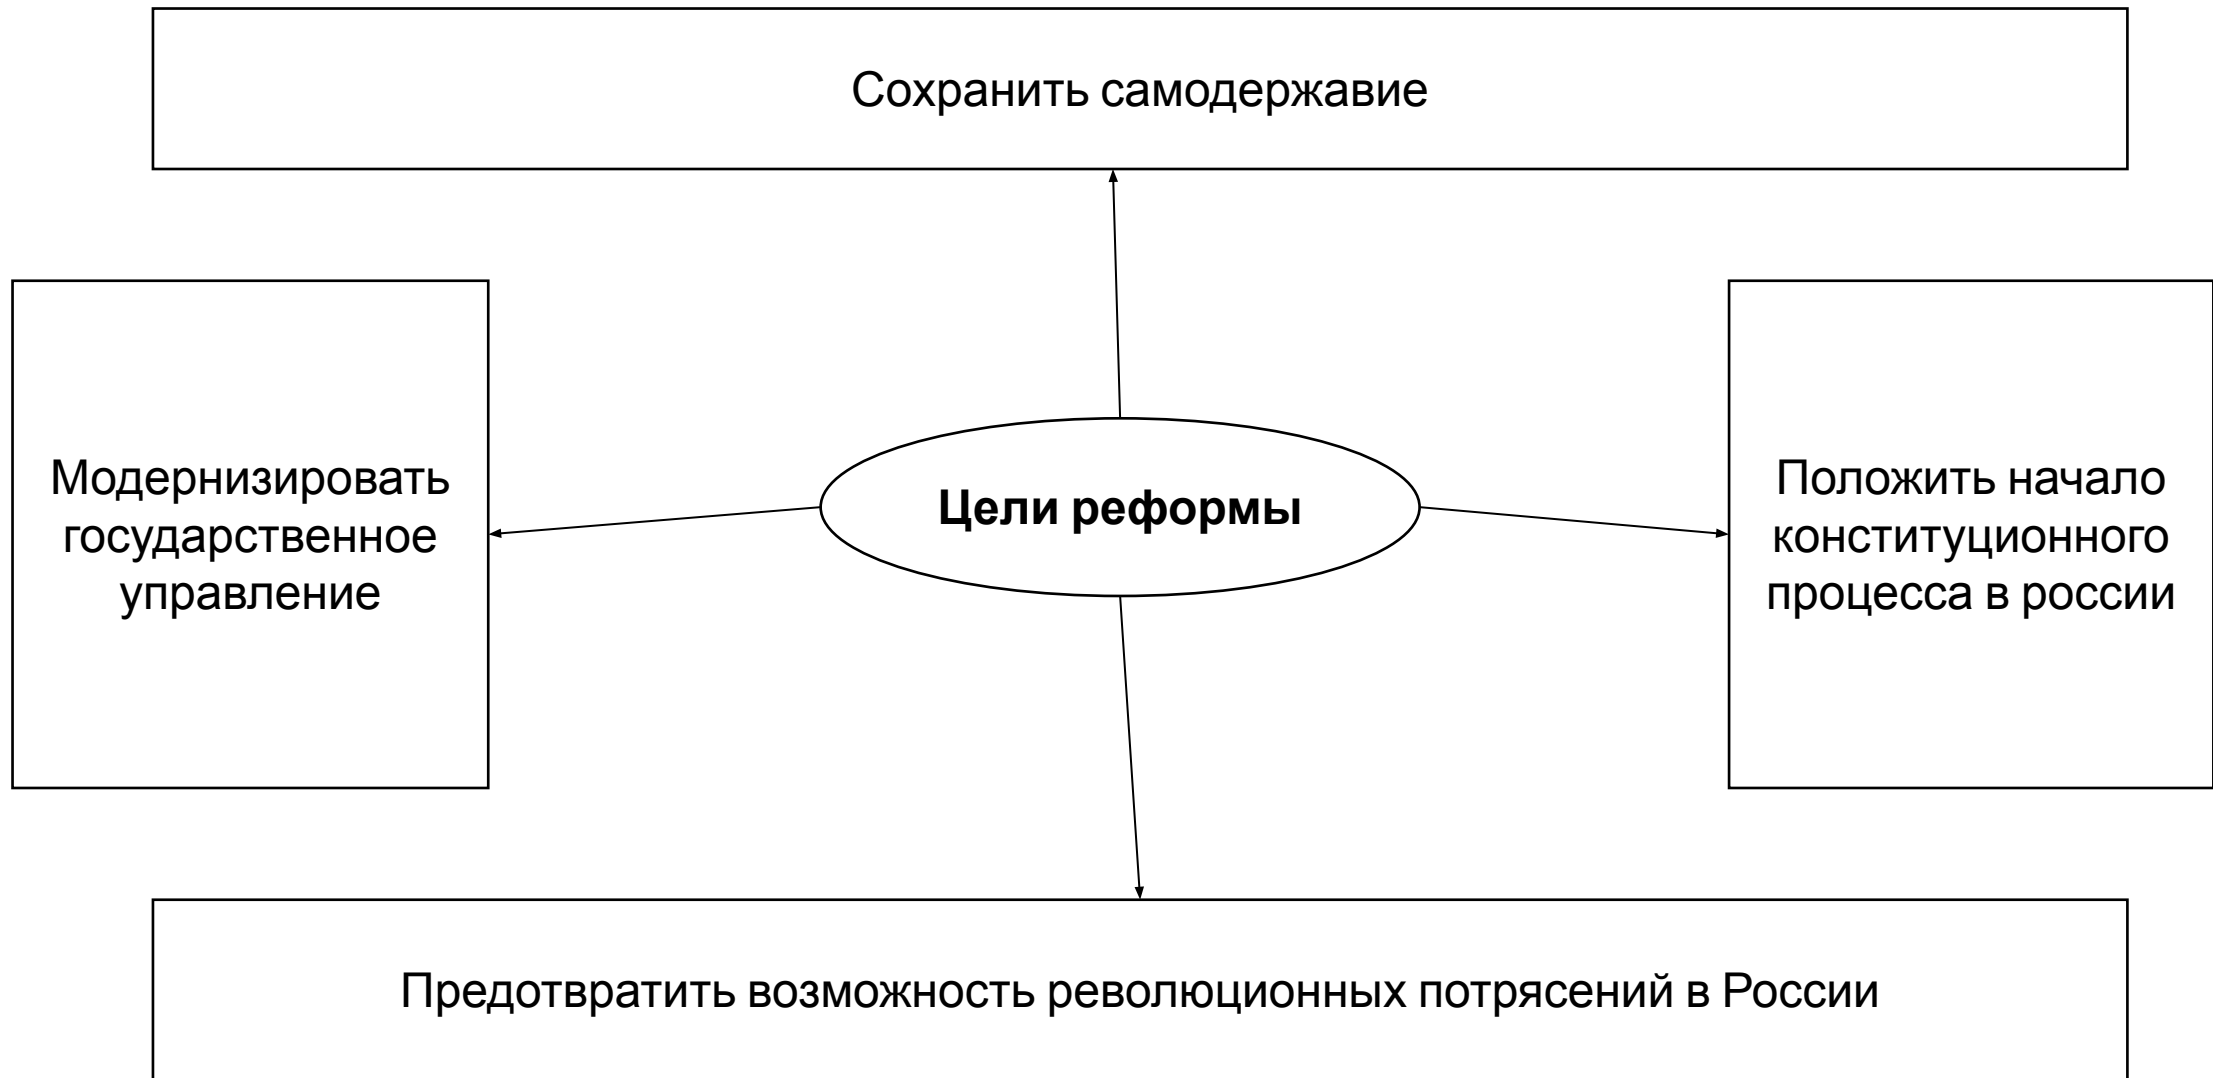 Сохранить самодержавие
Модернизировать
государственное
управление
Цели реформы
Положить начало
конституционного
процесса в россии
Предотвратить возможность революционных потрясений в России